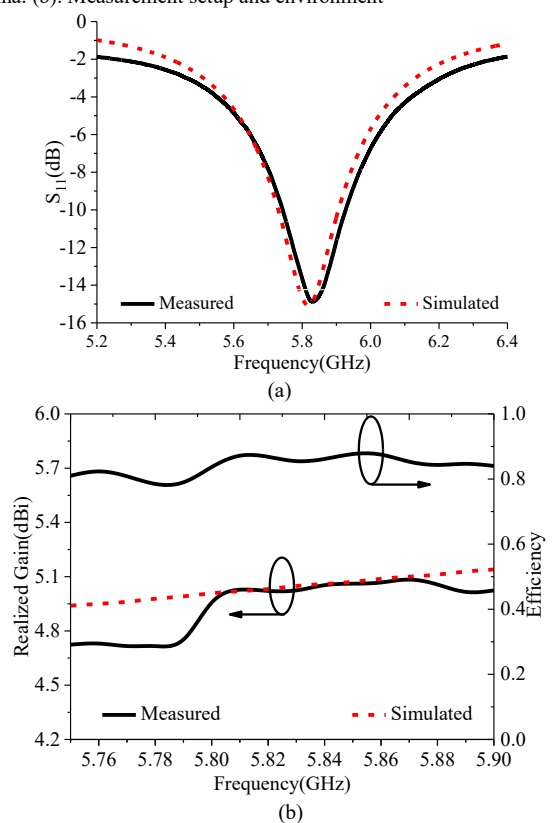 na. (b). Measurement setup and environment
0
-2
-4
-6
-8
-10
-12
-14
-16
S11(dB)
Measured
Simulated
5.2 5.4 5.6 5.8 6.0 6.2 6.4
Frequency(GHz)
(a)
6.0
5.7
5.4
5.1
4.8
4.5
4.2
Realized Gain(dBi)
1.0
0.8
0.6
0.4
0.2
0.0
Efficiency
Measured
Simulated
5.76 5.78 5.80 5.82 5.84 5.86 5.88 5.90
Frequency(GHz)
(b)